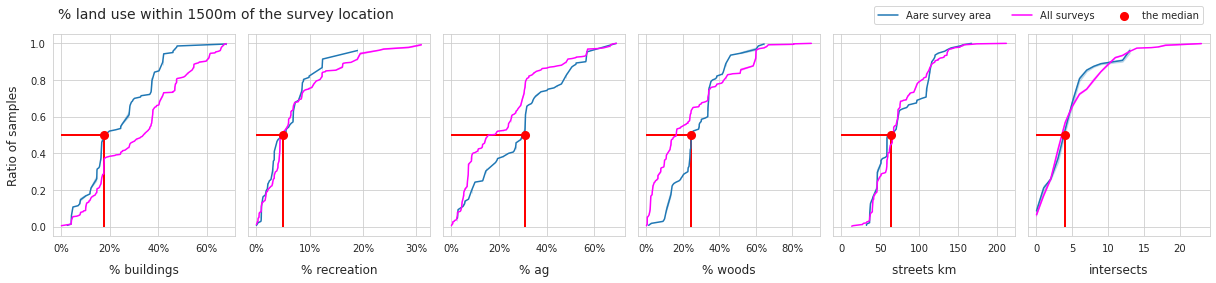 % land use within 1500m of the survey location
Aare survey area All surveys the median
Ratio of samples
1.0
0.8
0.6
0.4
0.2
0.0
0% 20% 40% 60%
0% 10% 20% 30%
0% 20% 40% 60%
0% 20% 40% 60% 80%
0 50 100 150 200
0 5 10 15 20
% buildings
% recreation
% ag
% woods
streets km
intersects